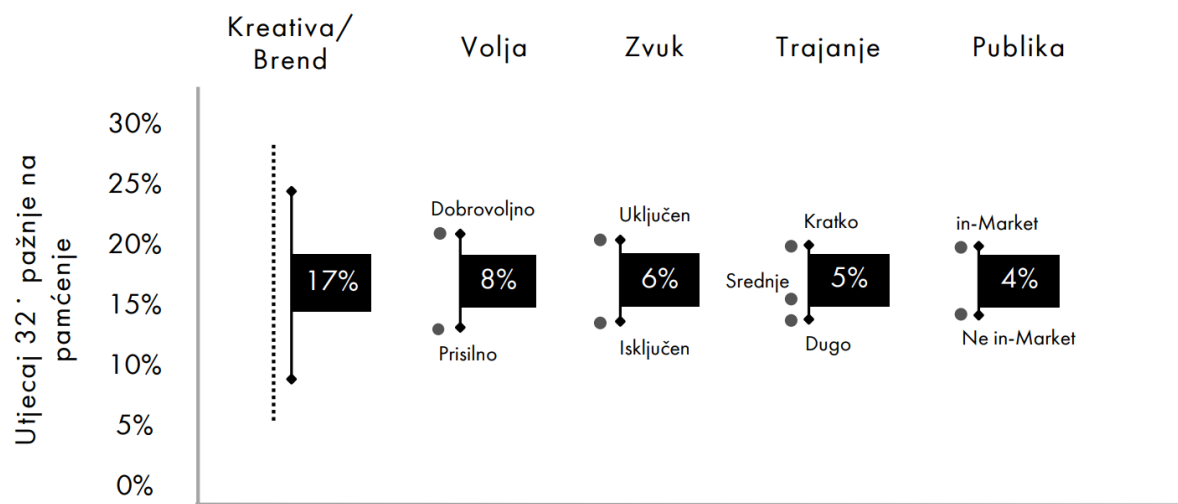 Kreativa/
Brend
Volja
Zvuk
Trajanje
Publika
Utjecaj 32˙ pažnje na
pamćenje
30%
25%
20%
15%
10%
5%
0%
17%
Dobrovoljno
8%
Prisilno
Uključen
6%
Isključen
Kratko
Srednje
5%
Dugo
in-Market
4%
Ne in-Market